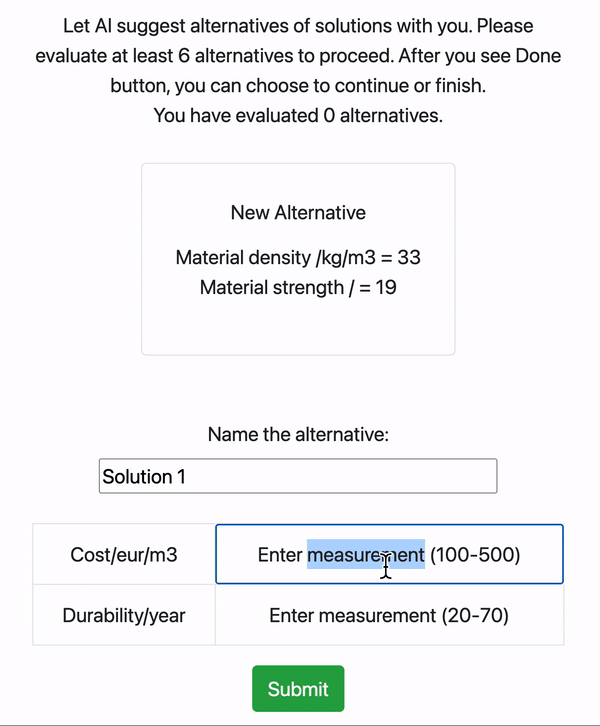 Let AI suggest alternatives of solutions with you. Please
evaluate at least 6 alternatives to proceed. After you see Done
button, you can choose to continue or finish.
You have evaluated 0 alternatives.
New Alternative
Material density /kg/m3 = 33
Material strength / = 19
Name the alternative:
Solution 1
Cost/eur/m3 Enter measurement (100-500)
Durability/year Enter measurement (20-70)
Submit